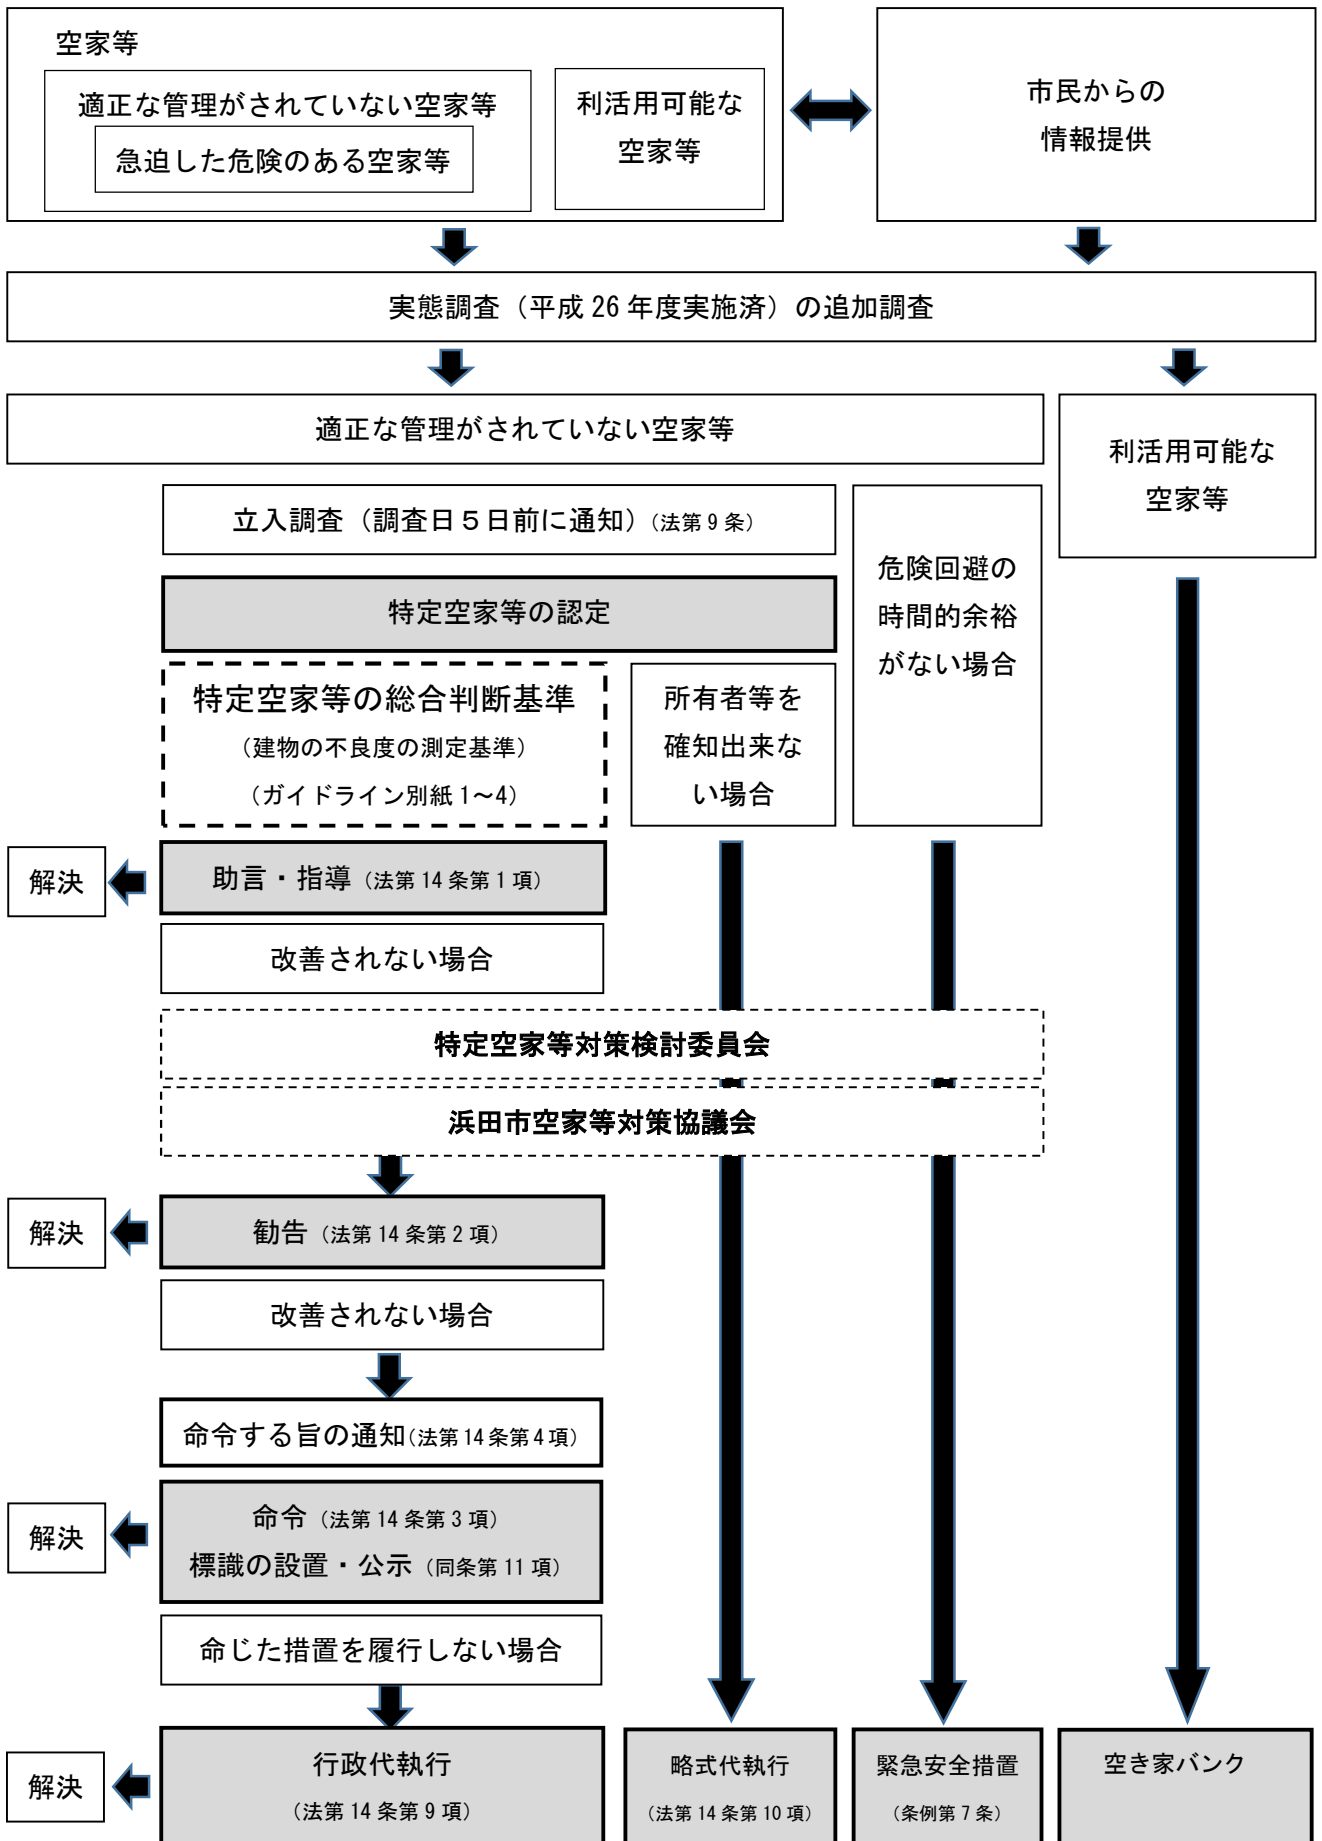 空家等
適正な管理がされていない空家等
急迫した危険のある空家等
利活用可能な
空家等
市民からの
情報提供
実態調査（平成 26 年度実施済）の追加調査
適正な管理がされていない空家等
利活用可能な
空家等
立入調査（調査日５日前に通知）（法第 9 条）
危険回避の
時間的余裕
がない場合
特定空家等の認定
特定空家等の総合判断基準
（建物の不良度の測定基準）
（ガイドライン別紙 1～4）
所有者等を
確知出来な
い場合
解決
助言・指導（法第 14 条第 1 項）
改善されない場合
特定空家等対策検討委員会
浜田市空家等対策協議会
解決
勧告（法第 14 条第 2 項）
改善されない場合
命令する旨の通知（法第 14 条第 4 項）
解決
命令（法第 14 条第 3 項）
標識の設置・公示（同条第 11 項）
命じた措置を履行しない場合
解決
行政代執行
（法第 14 条第 9 項）
略式代執行
（法第 14 条第 10 項）
緊急安全措置
（条例第 7 条）
空き家バンク